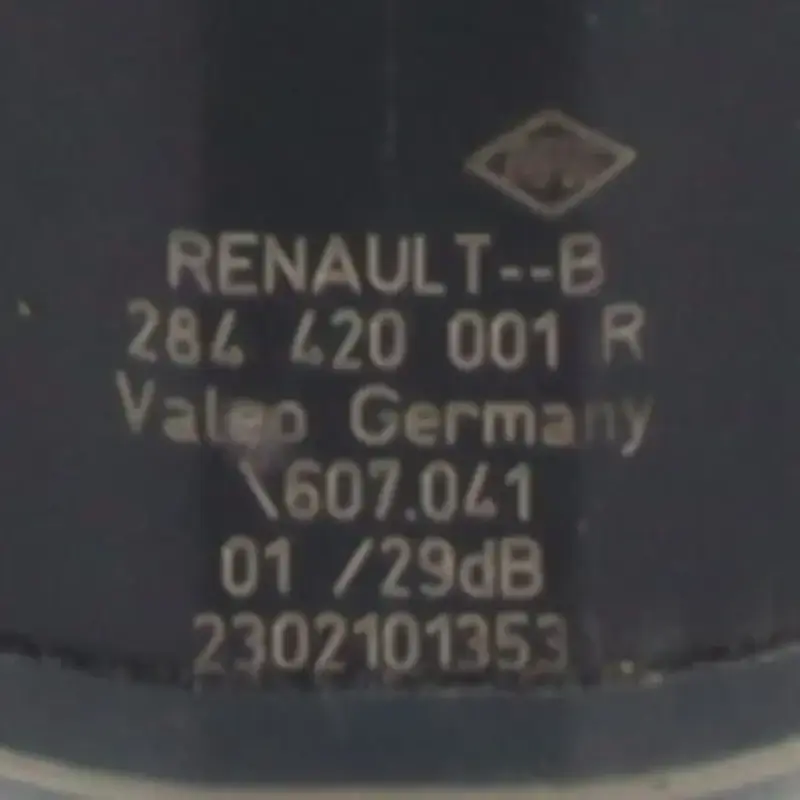 RENAULT--B
284 420 001 R
Valeo Germany
\607.041
01 /29dB
2302101353